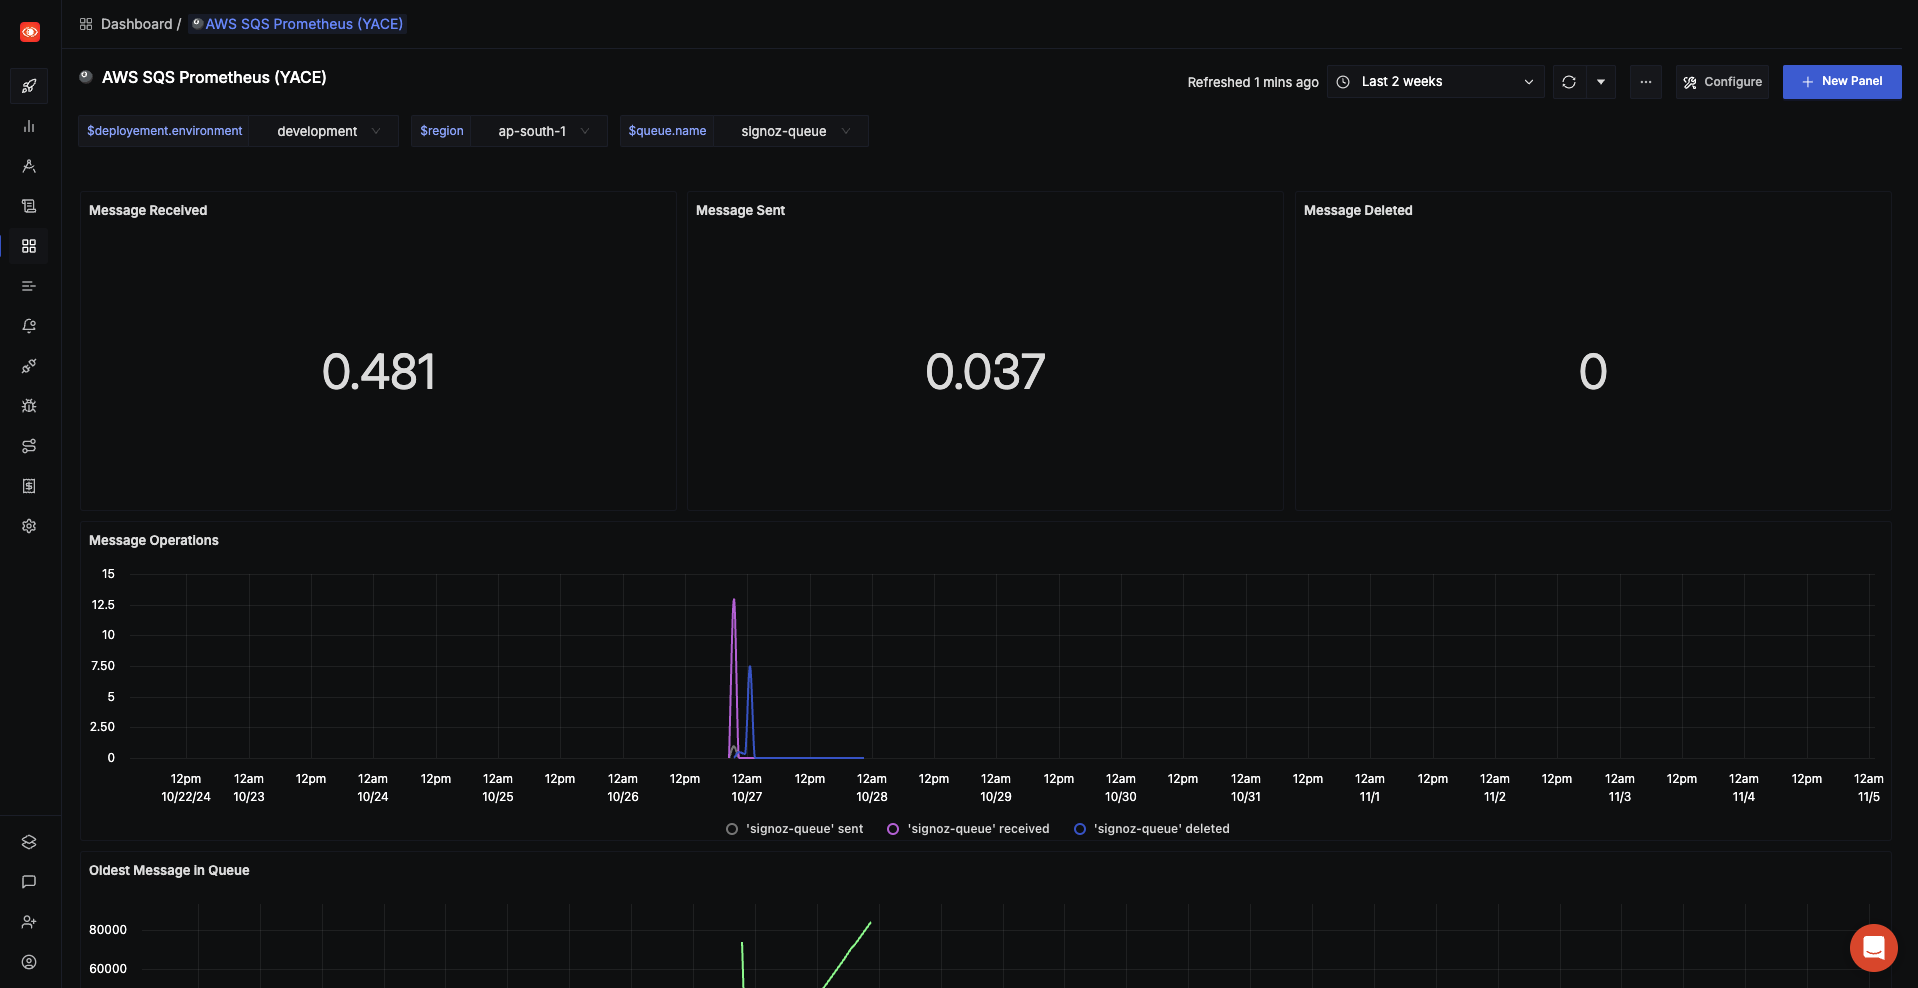 Dashboard / AWS SQS Prometheus (YACE)
AWS SQS Prometheus (YACE)
Refreshed 1 mins ago
Last 2 weeks
Configure
New Panel
$deployement.environment development
$region ap-south-1
$queue.name signoz-queue
Message Received
Message Sent
Message Deleted
0.481
0.037
0
Message Operations
15
12.5
10
7.50
5
2.50
0
12pm 12am 12pm 12am 12pm 12am 12pm 12am 12pm 12am 12pm 12am 12pm 12am 12pm 12am 12pm 12am 12pm 12am 12pm 12am 12pm 12am 12pm 12am 12pm 12am
10/22/24 10/23 10/24 10/25 10/26 10/27 10/28 10/29 10/30 10/31 11/1 11/2 11/3 11/4 11/5
'signoz-queue' sent 'signoz-queue' received 'signoz-queue' deleted
Oldest Message in Queue
80000
60000